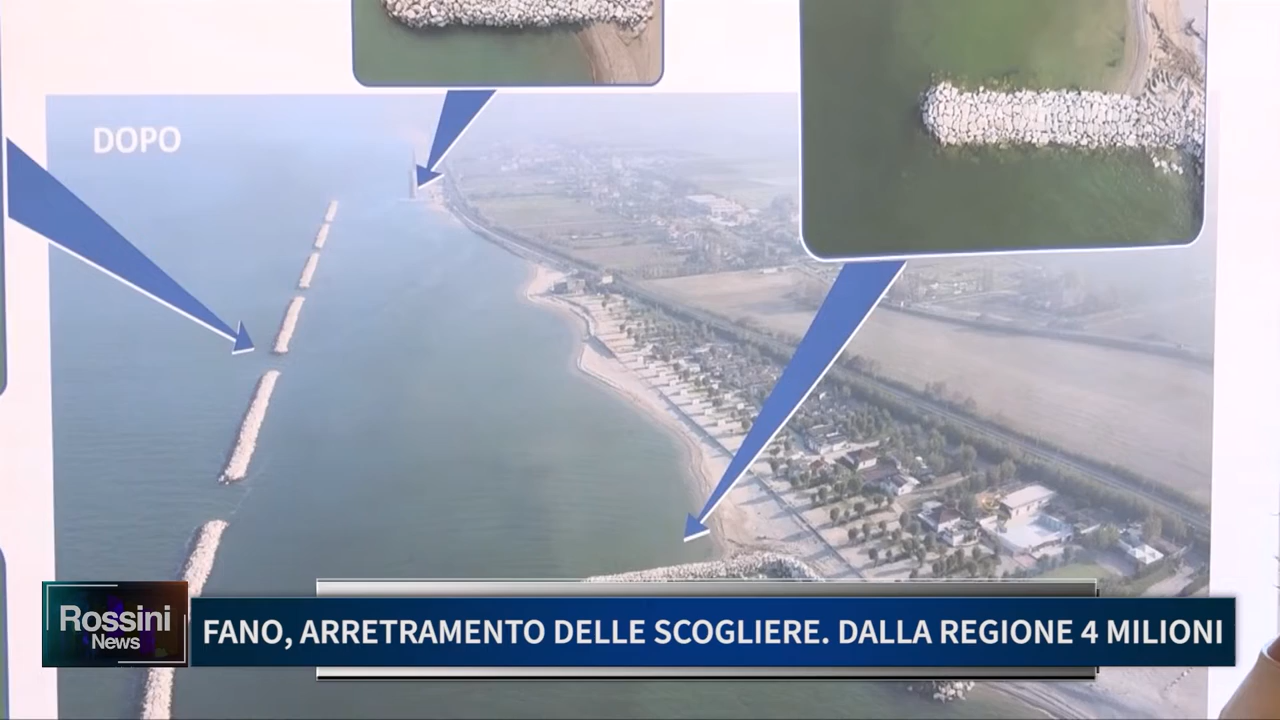 DOPO
Rossini
News
FANO, ARRETRAMENTO DELLE SCOGLIERE. DALLA REGIONE 4 MILIONI